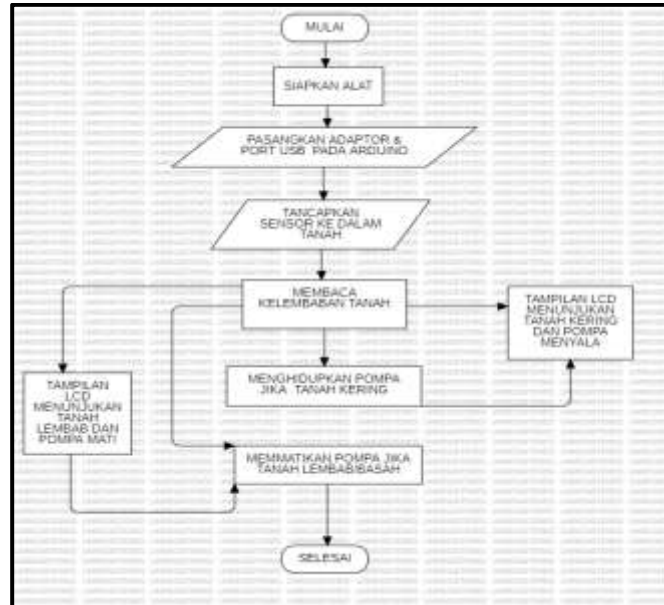 MULAI
SIAPKAN ALAT
PASANGKAN ADAPTOR &
PORT USB PADA ARDUINO
TANCAPKAN
SENSOR KE DALAM
TANAH
MEMBACA
KELEMBABAN TANAH
TAMPILAN LCD
MENUNJUKAN
TANAH KERING
DAN POMPA
MENYALA
MENGHIDUPKAN POMPA
JIKA TANAH KERING
TAMPILAN
LCD
MENUNJUKAN
TANAH
LEMBAB DAN
POMPA MATI
MEMMATIKAN POMPA JIKA
TANAH LEMBAB/BASAH
SELESAI